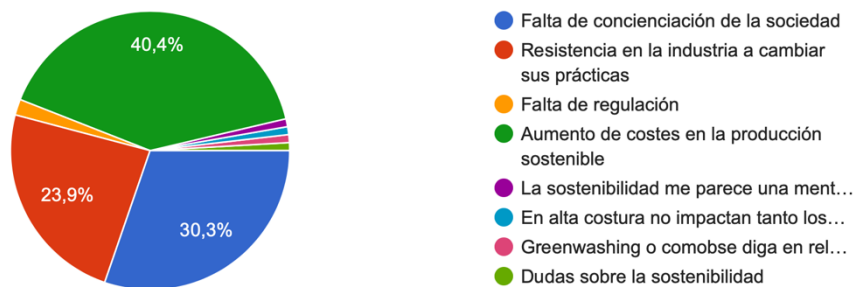 40,4%
23,9%
30,3%
Falta de concienciación de la sociedad
Resistencia en la industria a cambiar
sus prácticas
Falta de regulación
Aumento de costes en la producción
sostenible
La sostenibilidad me parece una ment…
En alta costura no impactan tanto los…
Greenwashing o comobse diga en rel…
Dudas sobre la sostenibilidad